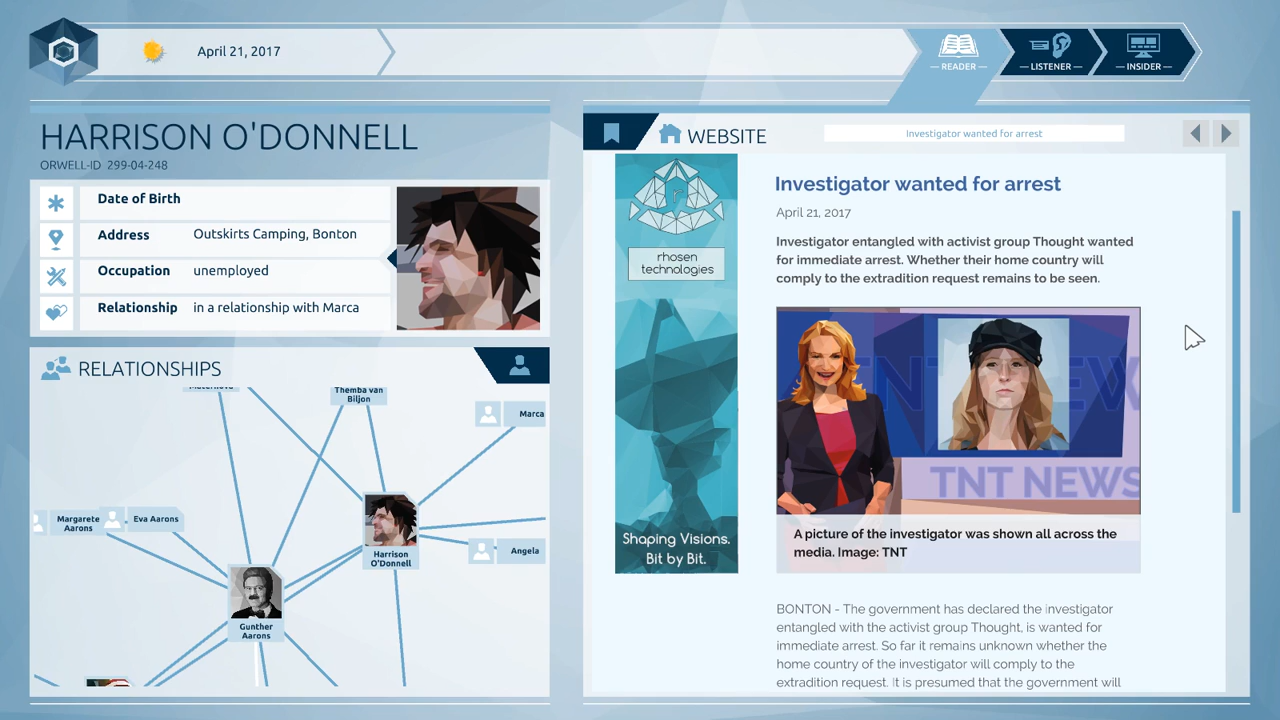 April 21, 2017
— READER —
— LISTENER —
— INSIDER —
HARRISON O'DONNELL
ORWELL-ID 299-04-248
Date of Birth
Address Outskirts Camping, Bonton
Occupation unemployed
Relationship in a relationship with Marca
RELATIONSHIPS
Themba van
Biljon
Marca
Margarete
Aarons
Eva Aarons
Harrison
O'Donnell
Angela
Gunther
Aarons
WEBSITE
Investigator wanted for arrest
rhosen
technologies
Shaping Visions.
Bit by Bit.
Investigator wanted for arrest
April 21, 2017
Investigator entangled with activist group Thought wanted
for immediate arrest. Whether their home country will
comply to the extradition request remains to be seen.
TNT NEWS
A picture of the investigator was shown all across the
media. Image: TNT
BONTON - The government has declared the investigator
entangled with the activist group Thought, is wanted for
immediate arrest. So far it remains unknown whether the
home country of the investigator will comply to the
extradition request. It is presumed that the government will